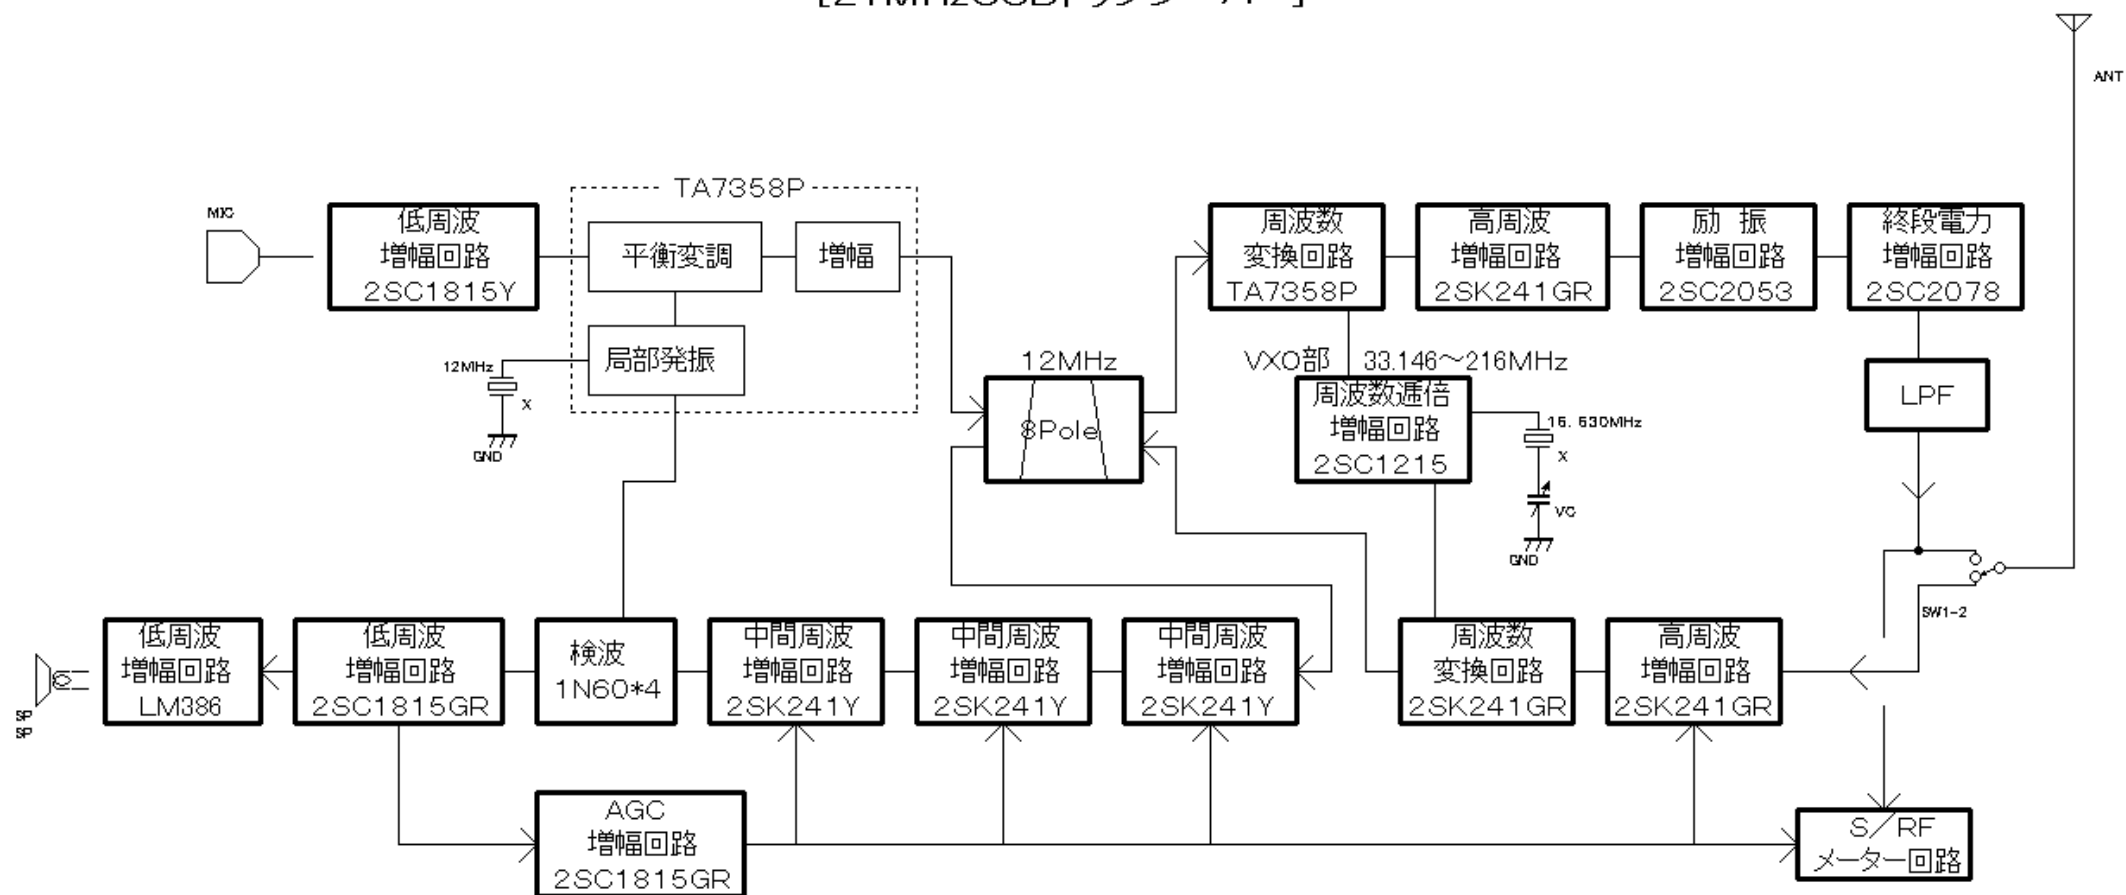 ANT
TA7358P
MIC
低周波
増幅回路
2SC1815Y
平衡変調
増幅
局部発振
12MHz
X
GND
周波数
変換回路
TA7358P
高周波
増幅回路
2SK241GR
励 振
増幅回路
2SC2053
終段電力
増幅回路
2SC2078
12MHz
8Pole
VXO部 33.146～216MHz
周波数逓倍
増幅回路
2SC1215
16.630MHz
X
VC
GND
LPF
SW1-2
SP
SP
低周波
増幅回路
LM386
低周波
増幅回路
2SC1815GR
検波
1N60*4
中間周波
増幅回路
2SK241Y
中間周波
増幅回路
2SK241Y
中間周波
増幅回路
2SK241Y
周波数
変換回路
2SK241GR
高周波
増幅回路
2SK241GR
AGC
増幅回路
2SC1815GR
S／RF
メーター回路